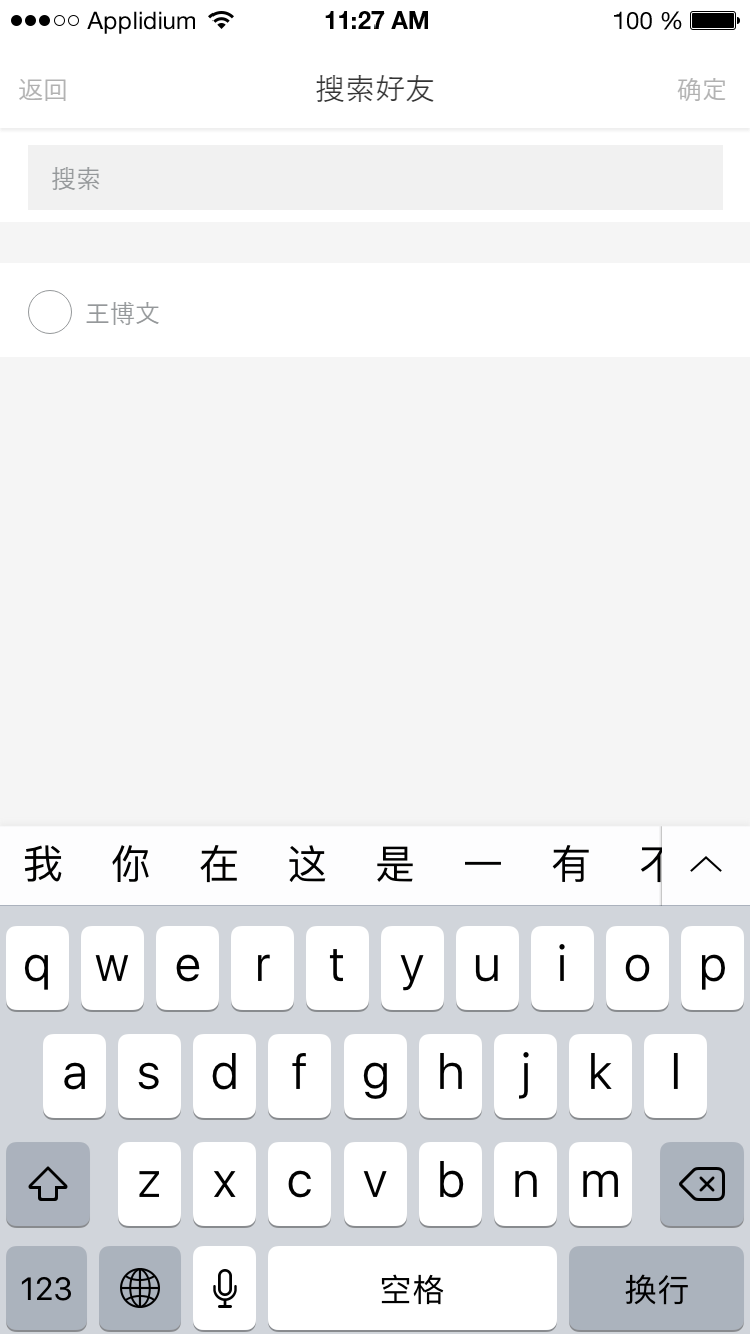 Applidium 11:27 AM 100 %
返回 搜索好友 确定
搜索
王博文
我 你 在 这 是 一 有
q w e r t y u i o p
a s d f g h j k l
z x c v b n m
123 空格 换行